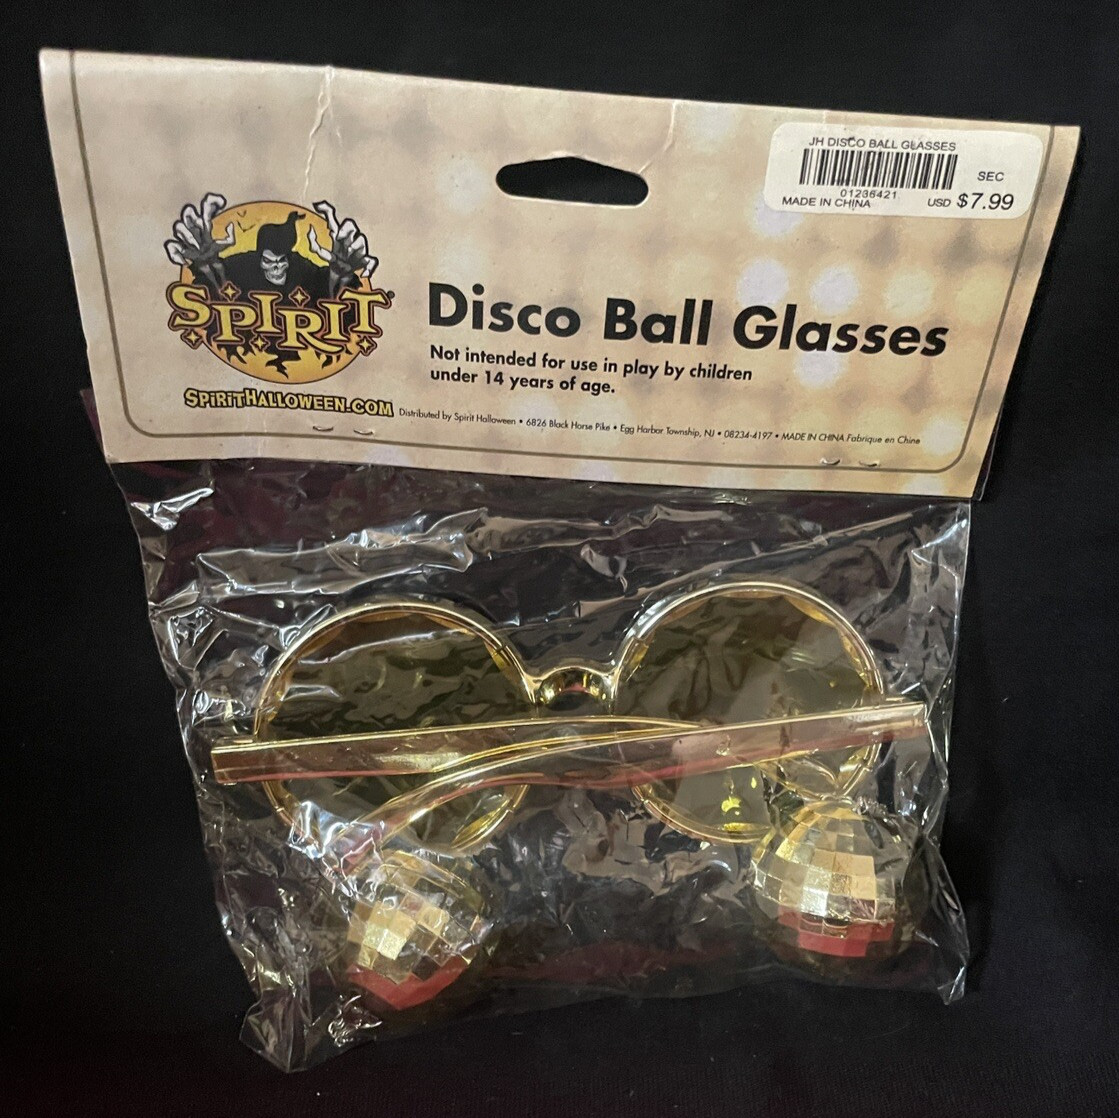 JH DISCO BALL GLASSES
SEC
01236421
MADE IN CHINA
USD $7.99
SPIRIT®
SPIRITHALLOWEEN.COM
Disco Ball Glasses
Not intended for use in play by children
under 14 years of age.
Distributed by Spirit Halloween • 6826 Black Horse Pike • Egg Harbor Township, NJ • 08234-4197 • MADE IN CHINA Fabrique en Chine